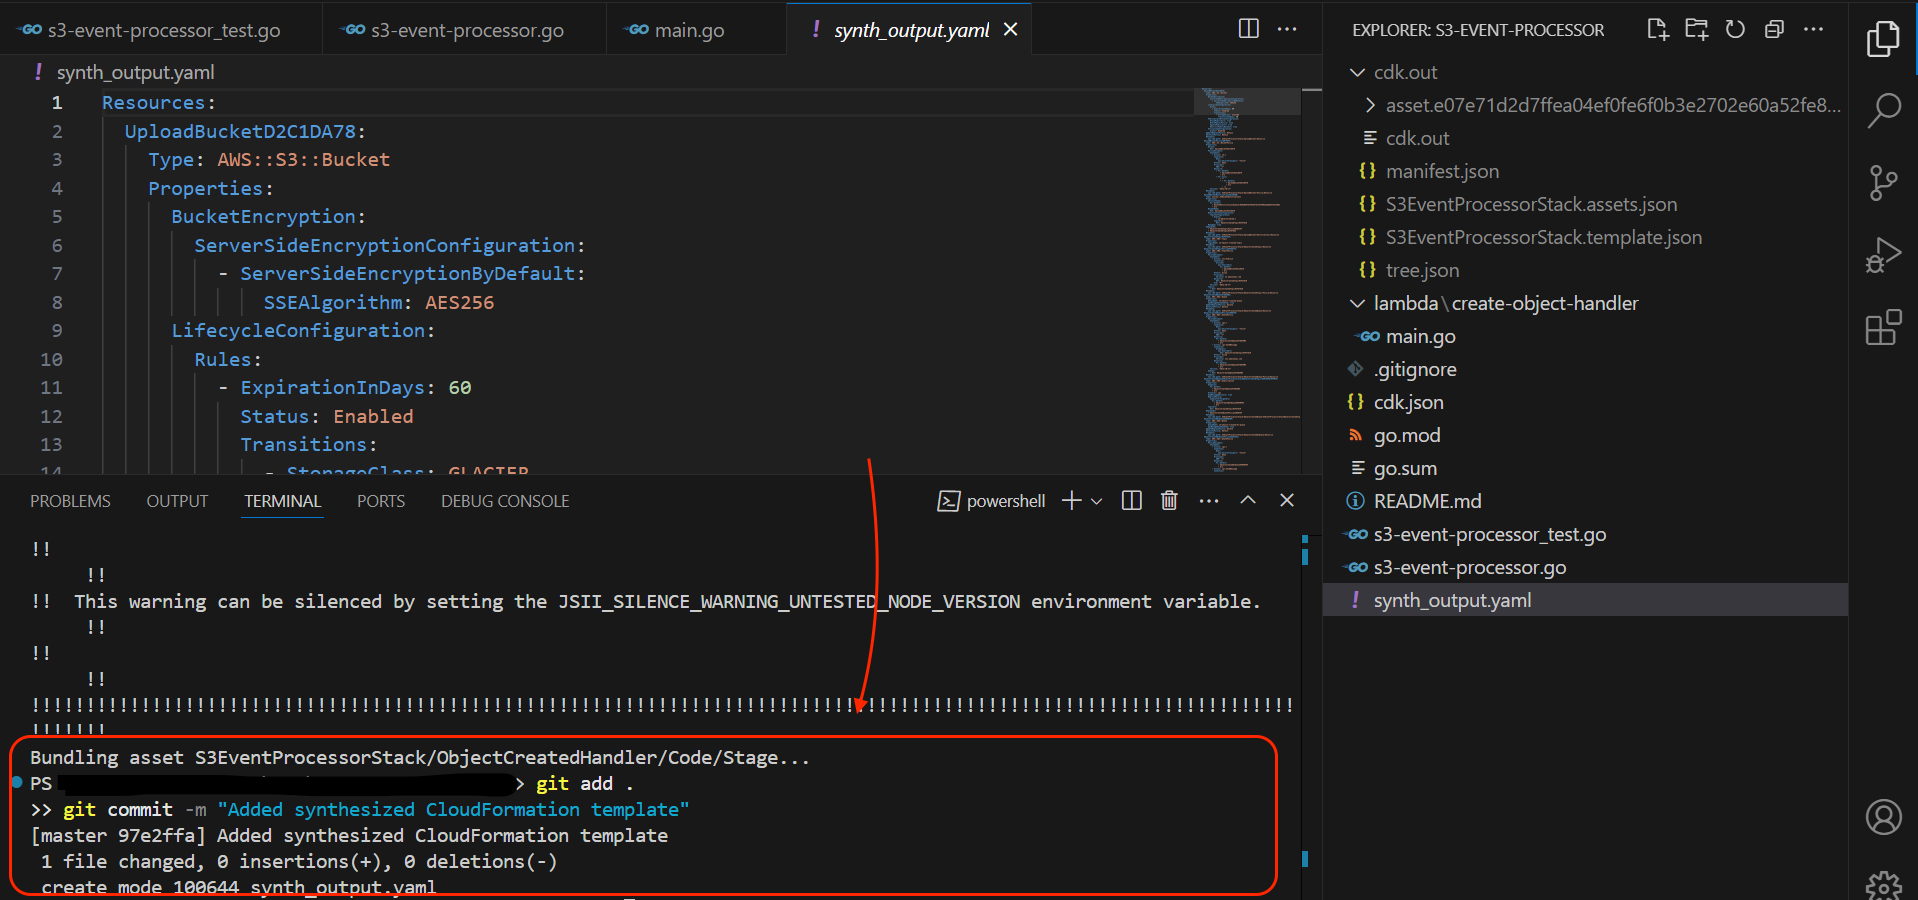 s3-event-processor_test.go
s3-event-processor.go
main.go
! synth_output.yaml
! synth_output.yaml
1 Resources:
2 UploadBucketD2C1DA78:
3 Type: AWS::S3::Bucket
4 Properties:
5 BucketEncryption:
6 ServerSideEncryptionConfiguration:
7 - ServerSideEncryptionByDefault:
8 SSEAlgorithm: AES256
9 LifecycleConfiguration:
10 Rules:
11 - ExpirationInDays: 60
12 Status: Enabled
13 Transitions:
14 - StorageClass: GLACIER
PROBLEMS OUTPUT TERMINAL PORTS DEBUG CONSOLE
powershell
!!
!!
!! This warning can be silenced by setting the JSII_SILENCE_WARNING_UNTESTED_NODE_VERSION environment variable.
!!
!!
!!
!!!!!!!!!!!!!!!!!!!!!!!!!!!!!!!!!!!!!!!!!!!!!!!!!!!!!!!!!!!!!!!!!!!!!!!!!!!!!!!!!!!!!!!!!!!!!!!!!!!!!!!!!!!!!!!!!!!
!!!!!!!
Bundling asset S3EventProcessorStack/ObjectCreatedHandler/Code/Stage...
PS > git add .
>> git commit -m "Added synthesized CloudFormation template"
[master 97e2ffa] Added synthesized CloudFormation template
1 file changed, 0 insertions(+), 0 deletions(-)
create mode 100644 synth_output.yaml
EXPLORER: S3-EVENT-PROCESSOR
cdk.out
asset.e07e71d2d7ffea04ef0fe6f0b3e2702e60a52fe8...
cdk.out
{} manifest.json
{} S3EventProcessorStack.assets.json
{} S3EventProcessorStack.template.json
{} tree.json
lambda\create-object-handler
GO main.go
.gitignore
{} cdk.json
go.mod
go.sum
README.md
GO s3-event-processor_test.go
GO s3-event-processor.go
! synth_output.yaml